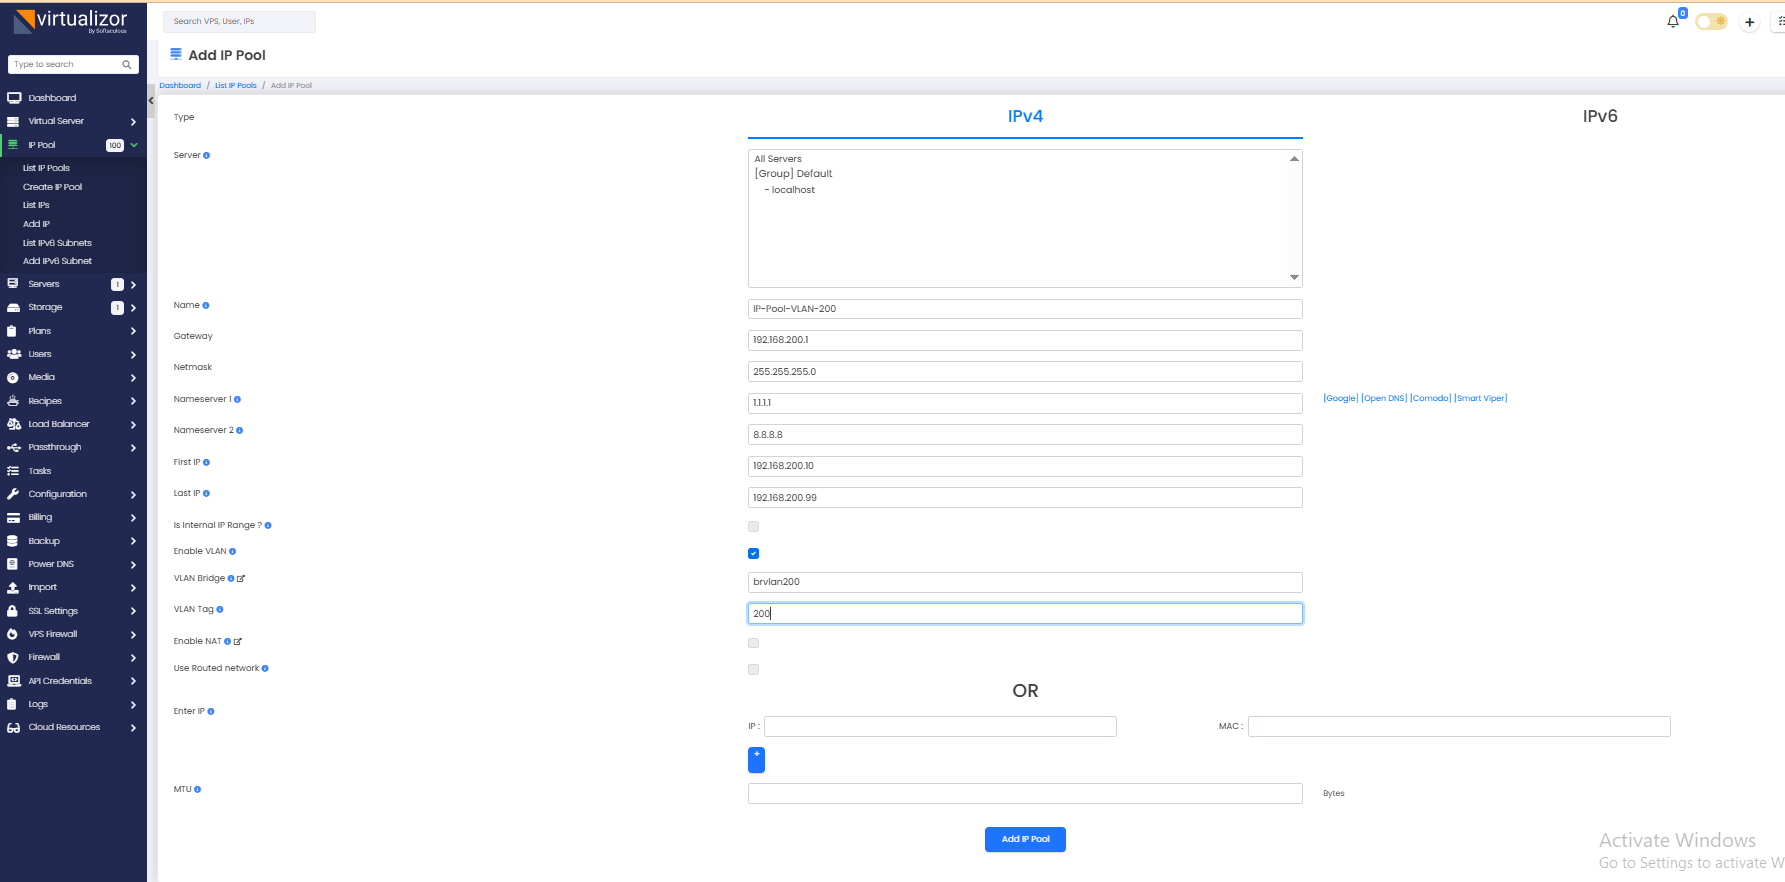 virtualizor
By Softaculous
Search VPS, User, IPs
0
Type to search
Add IP Pool
Dashboard / List IP Pools / Add IP Pool
Dashboard
Virtual Server
IP Pool 100
List IP Pools
Create IP Pool
List IPs
Add IP
List IPv6 Subnets
Add IPv6 Subnet
Servers 1
Storage 1
Plans
Users
Media
Recipes
Load Balancer
Passthrough
Tasks
Configuration
Billing
Backup
Power DNS
Import
SSL Settings
VPS Firewall
Firewall
API Credentials
Logs
Cloud Resources
Type IPv4 IPv6
Server
All Servers
[Group] Default
- localhost
Name IP-Pool-VLAN-200
Gateway 192.168.200.1
Netmask 255.255.255.0
Nameserver 1 1.1.1.1 [Google] [Open DNS] [Comodo] [Smart Viper]
Nameserver 2 8.8.8.8
First IP 192.168.200.10
Last IP 192.168.200.99
Is Internal IP Range ?
Enable VLAN
VLAN Bridge brvlan200
VLAN Tag 200
Enable NAT
Use Routed network
OR
Enter IP IP : MAC :
+
MTU Bytes
Add IP Pool
Activate Windows
Go to Settings to activate W